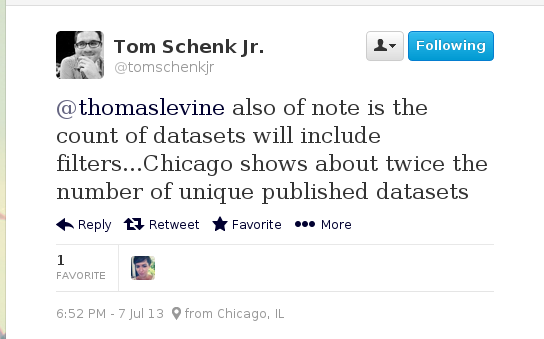 Tom Schenk Jr.
@tomschenkjr
Following
@thomaslevine also of note is the
count of datasets will include
filters...Chicago shows about twice the
number of unique published datasets
Reply Retweet Favorite More
1
FAVORITE
6:52 PM - 7 Jul 13 from Chicago, IL